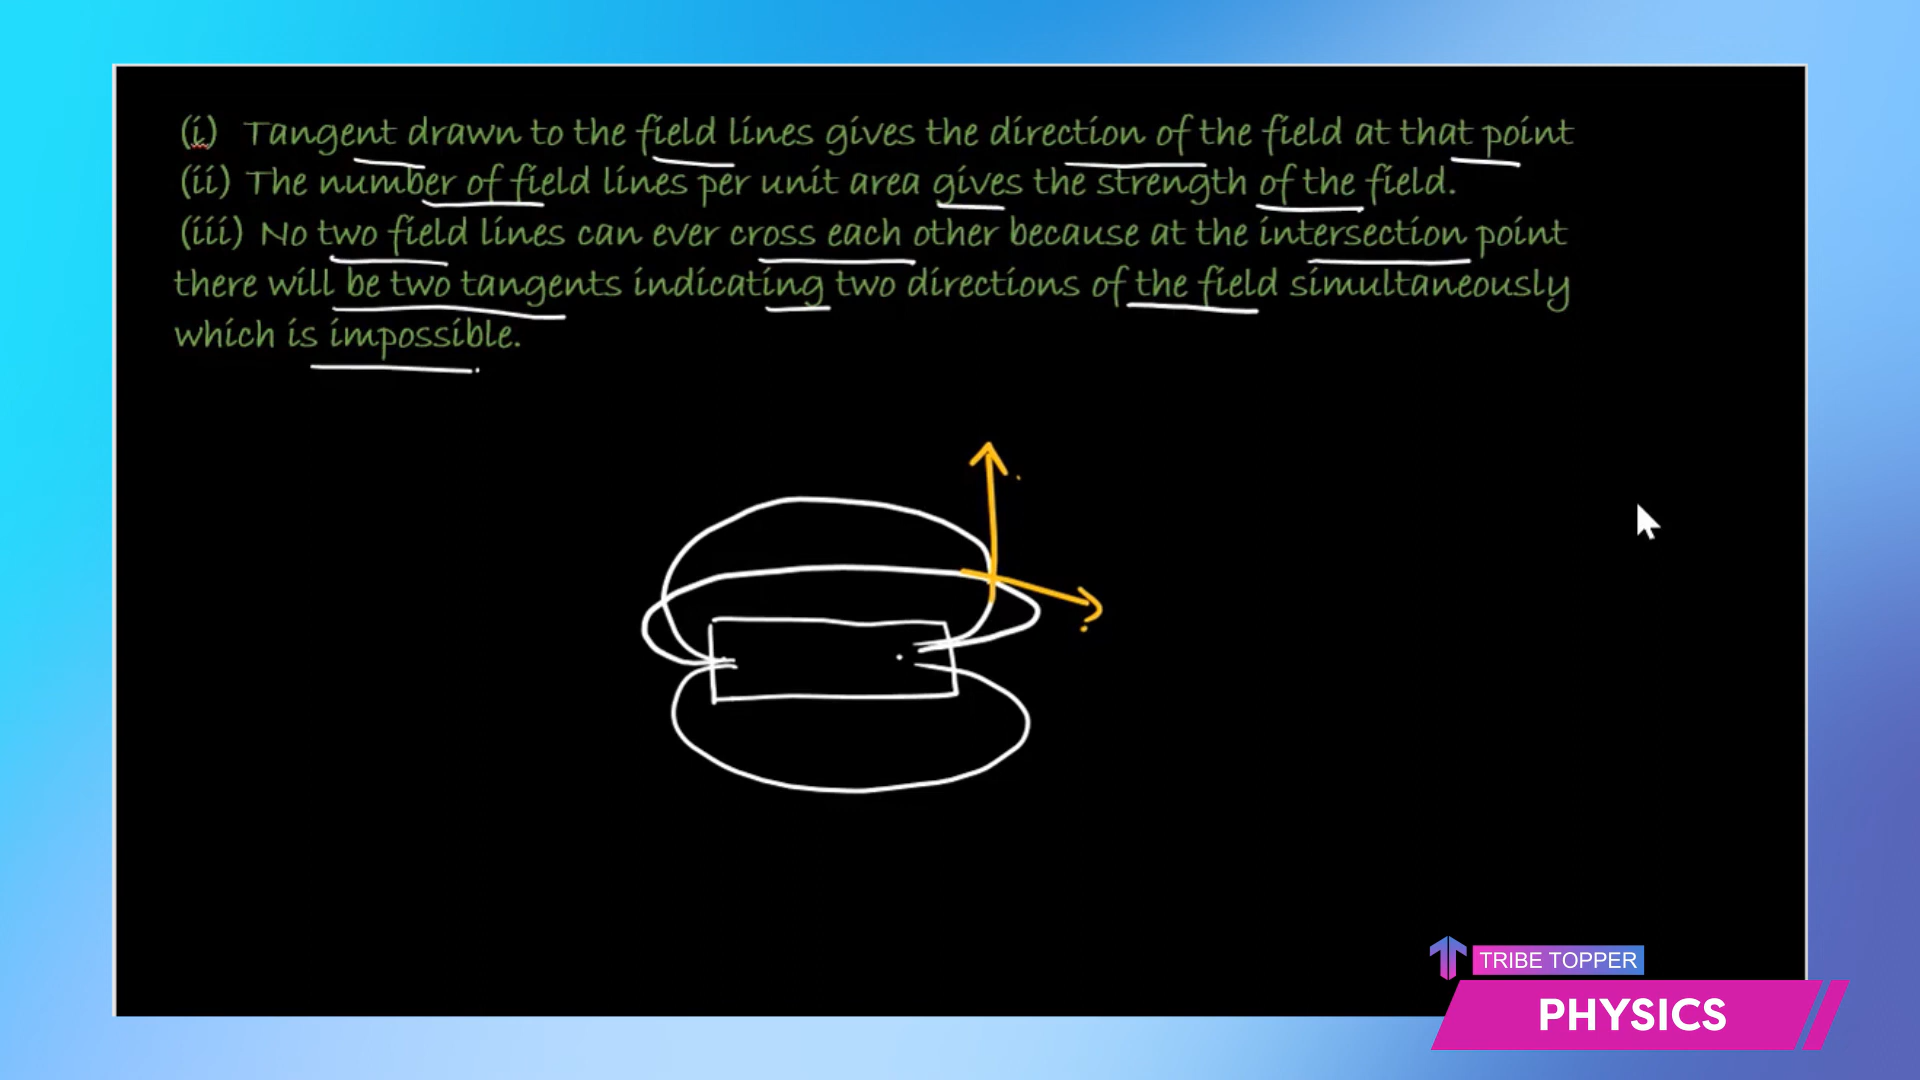 (i) Tangent drawn to the field lines gives the direction of the field at that point
(ii) The number of field lines per unit area gives the strength of the field.
(iii) No two field lines can ever cross each other because at the intersection point
there will be two tangents indicating two directions of the field simultaneously
which is impossible.
TRIBE TOPPER
PHYSICS